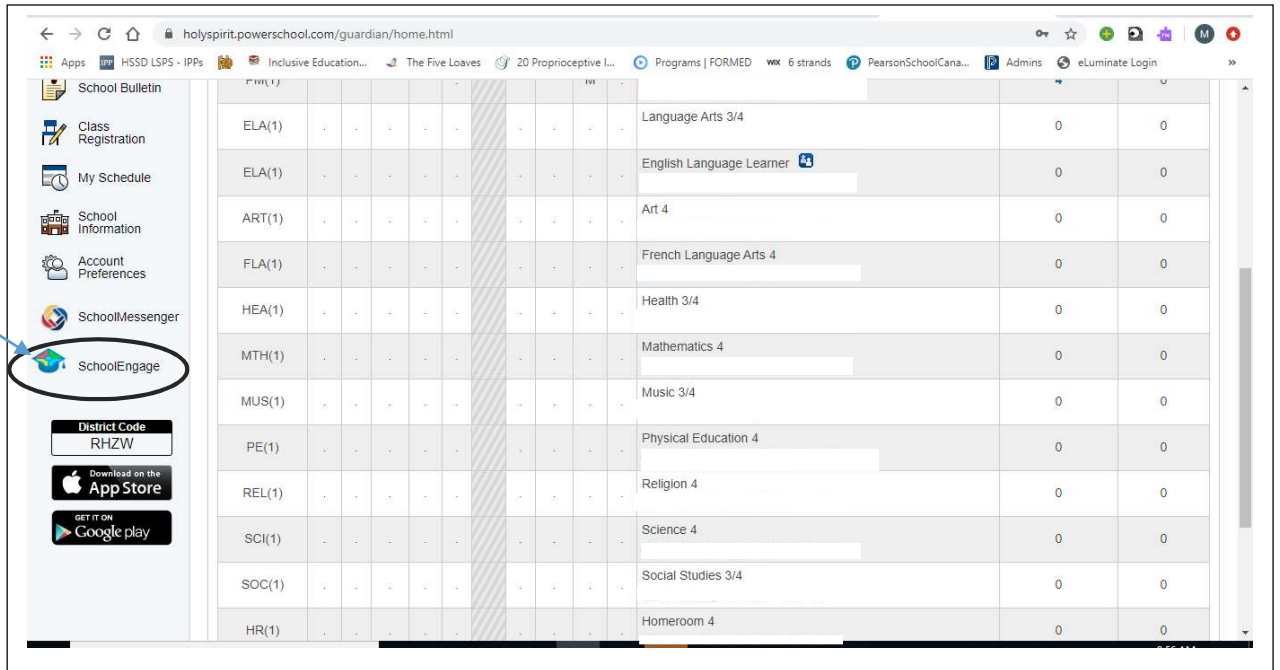 holyspirit.powerschool.com/guardian/home.html M
Apps IPP HSSD LSPS - IPPs Inclusive Education... The Five Loaves 20 Proprioceptive I... Programs | FORMED WIX 6 strands PearsonSchoolCana... Admins eLuminate Login »
School Bulletin
PM(1) . M . 4 0
ELA(1) . . . . . . . . . Language Arts 3/4 0 0
Class
Registration
ELA(1) . . . . . . . . . English Language Learner 0 0
My Schedule
ART(1) . . . . . . . . . Art 4 0 0
School
Information
FLA(1) . . . . . . . . . French Language Arts 4 0 0
Account
Preferences
HEA(1) . . . . . . . . . Health 3/4 0 0
SchoolMessenger
MTH(1) . . . . . . . . . Mathematics 4 0 0
SchoolEngage
MUS(1) . . . . . . . . . Music 3/4 0 0
District Code
RHZW
PE(1) . . . . . . . . . Physical Education 4 0 0
Download on the
App Store
REL(1) . . . . . . . . . Religion 4 0 0
GET IT ON
Google play
SCI(1) . . . . . . . . . Science 4 0 0
SOC(1) . . . . . . . . . Social Studies 3/4 0 0
HR(1) . . . . . . . . . Homeroom 4 0 0